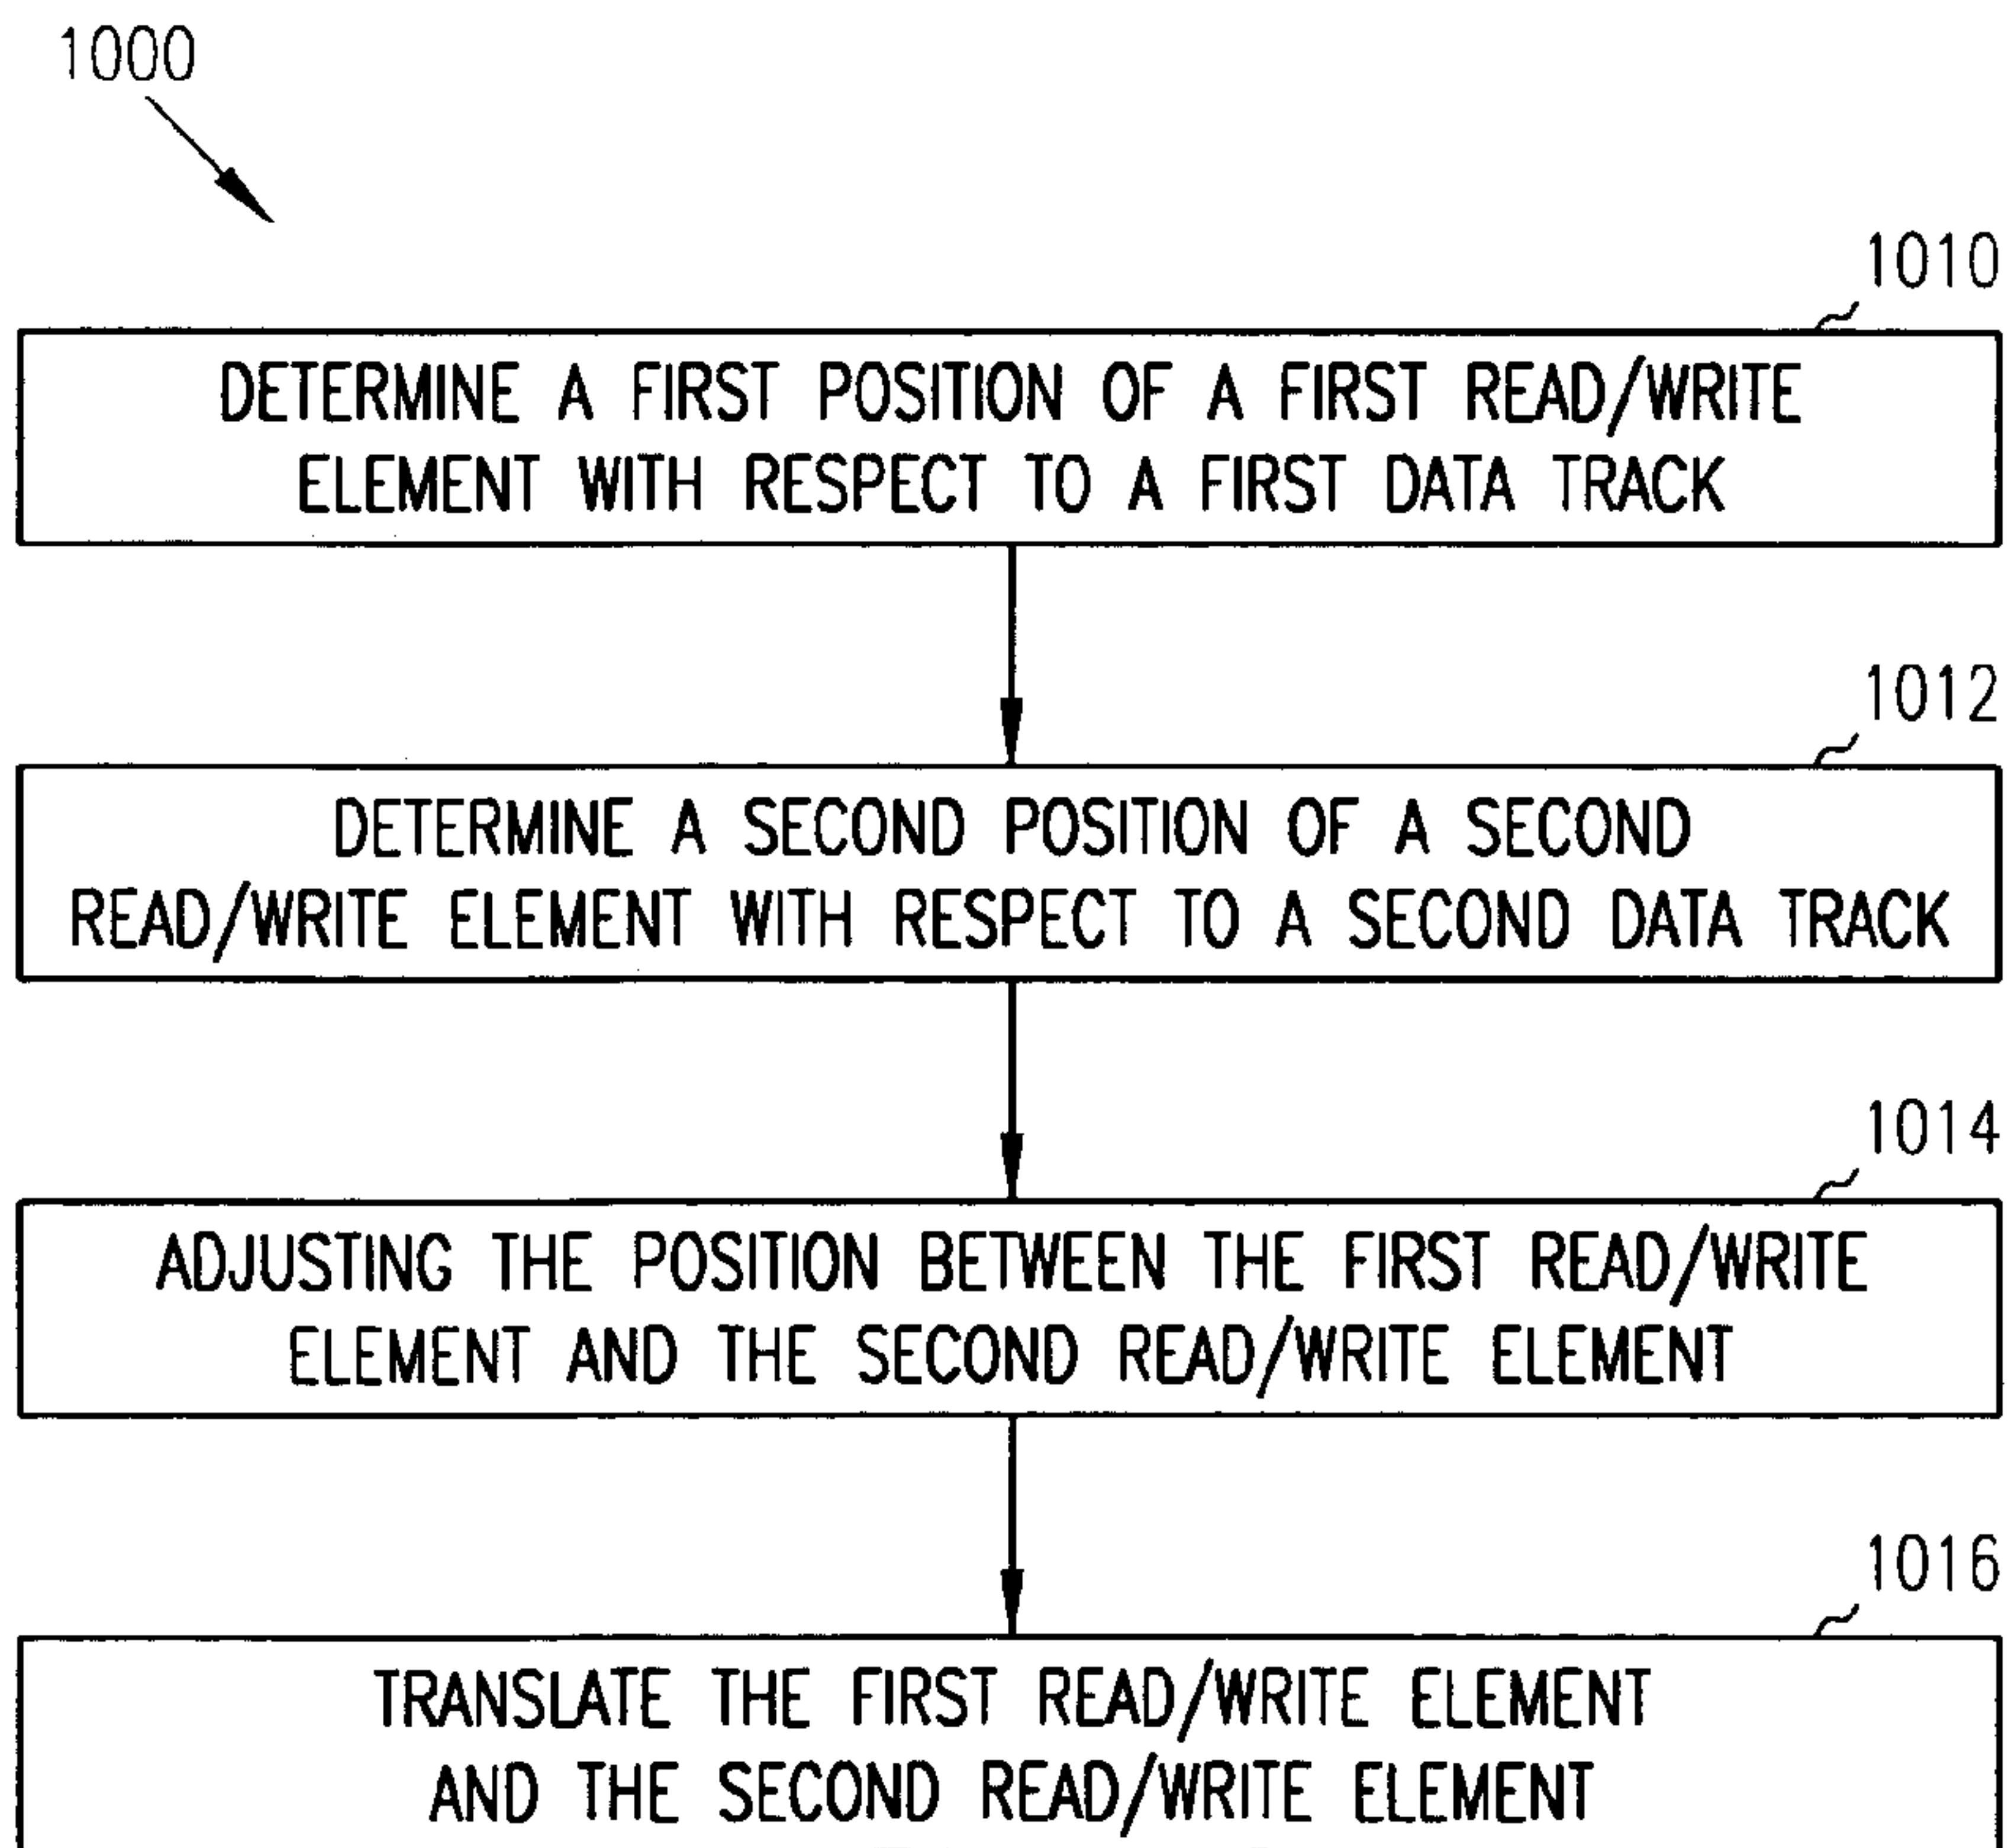 1000
1010
DETERMINE A FIRST POSITION OF A FIRST READ/WRITE
ELEMENT WITH RESPECT TO A FIRST DATA TRACK
1012
DETERMINE A SECOND POSITION OF A SECOND
READ/WRITE ELEMENT WITH RESPECT TO A SECOND DATA TRACK
1014
ADJUSTING THE POSITION BETWEEN THE FIRST READ/WRITE
ELEMENT AND THE SECOND READ/WRITE ELEMENT
1016
TRANSLATE THE FIRST READ/WRITE ELEMENT
AND THE SECOND READ/WRITE ELEMENT